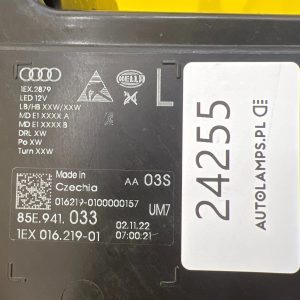 HELLA
1EX.2879
LED 12V
LB/HB XXW/XXW
MD E1 XXXX A
MD E1 XXXX B
DRL XW
Po XW
Turn XXW
L
Made in
Czechia
AA 03S
016219-0100000157
UM7
85E.941.033
02.11.22
1EX 016.219-01
07:00:21
24255
AUTOLAMPS.PL.DE